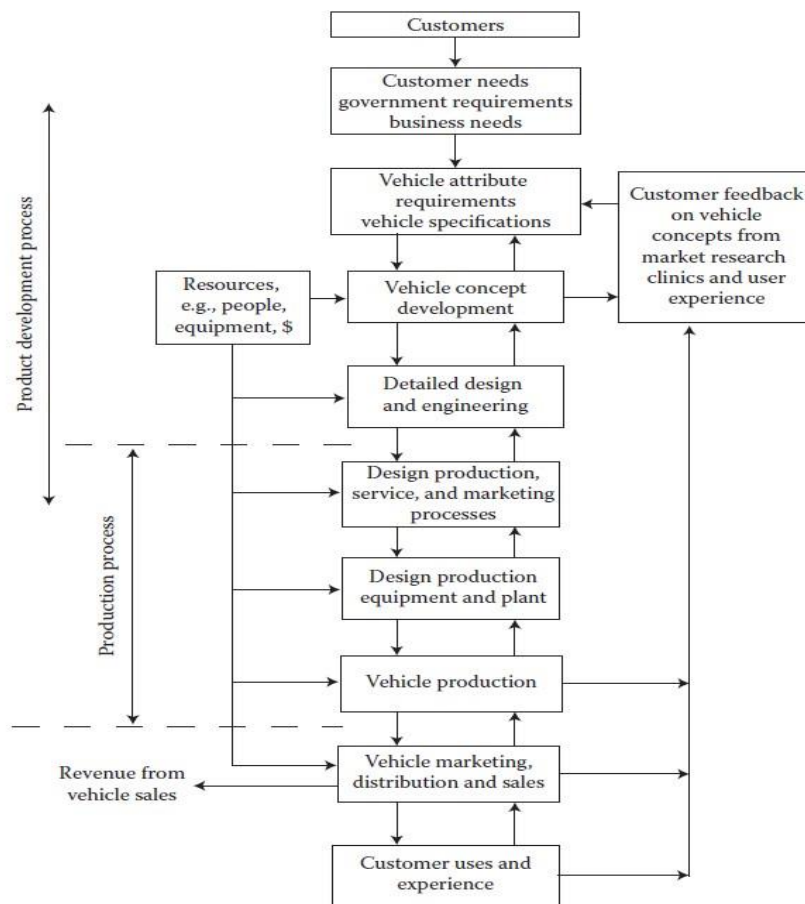 Customers
Customer needs
government requirements
business needs
Vehicle attribute
requirements
vehicle specifications
Customer feedback
on vehicle
concepts from
market research
clinics and user
experience
Resources,
e.g., people,
equipment, $
Vehicle concept
development
Product development process
Detailed design
and engineering
Design production,
service, and marketing
processes
Production process
Design production
equipment and plant
Vehicle production
Vehicle marketing,
distribution and sales
Revenue from
vehicle sales
Customer uses and
experience